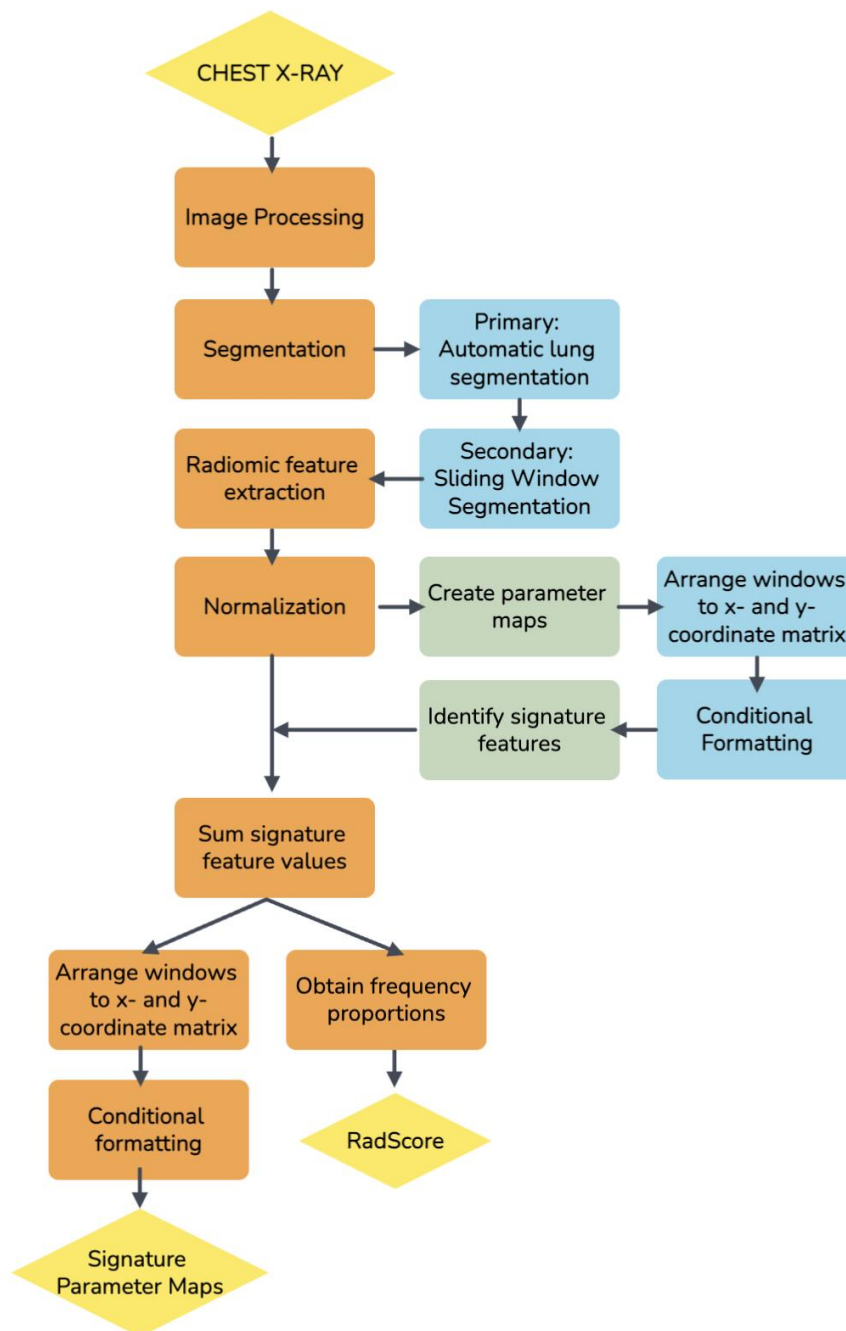 CHEST X-RAY
Image Processing
Segmentation
Primary:
Automatic lung
segmentation
Radiomic feature
extraction
Secondary:
Sliding Window
Segmentation
Normalization
Create parameter
maps
Arrange windows
to x- and y-
coordinate matrix
Identify signature
features
Conditional
Formatting
Sum signature
feature values
Arrange windows
to x- and y-
coordinate matrix
Obtain frequency
proportions
Conditional
formatting
RadScore
Signature
Parameter Maps